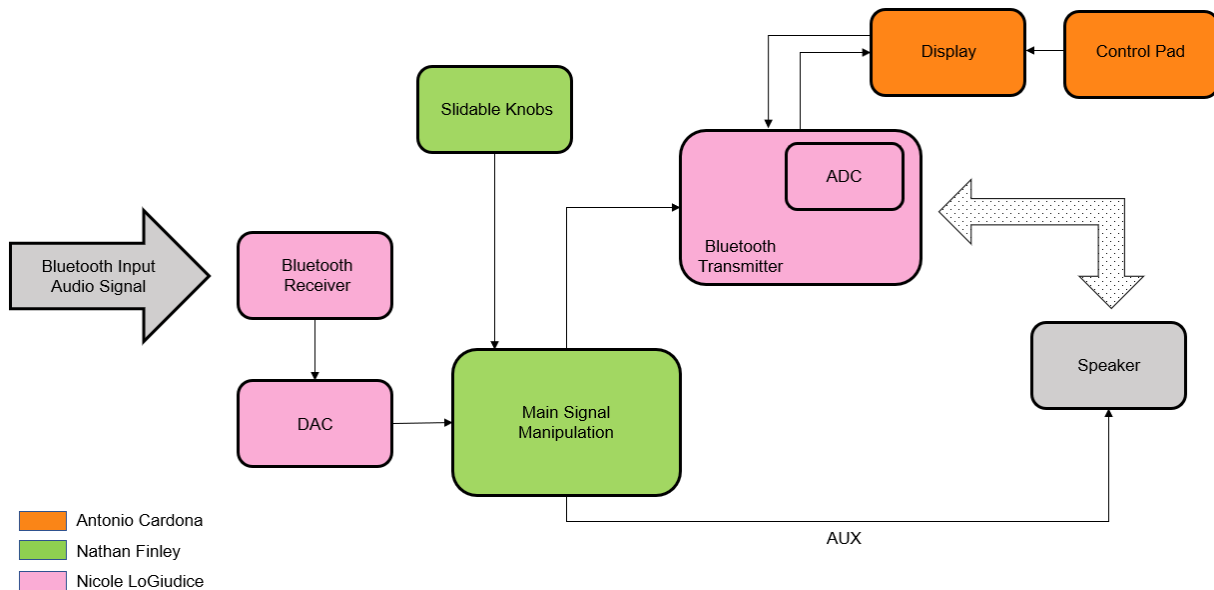 Display
Control Pad
Slidable Knobs
ADC
Bluetooth
Transmitter
Bluetooth Input
Audio Signal
Bluetooth
Receiver
Speaker
DAC
Main Signal
Manipulation
AUX
Antonio Cardona
Nathan Finley
Nicole LoGiudice